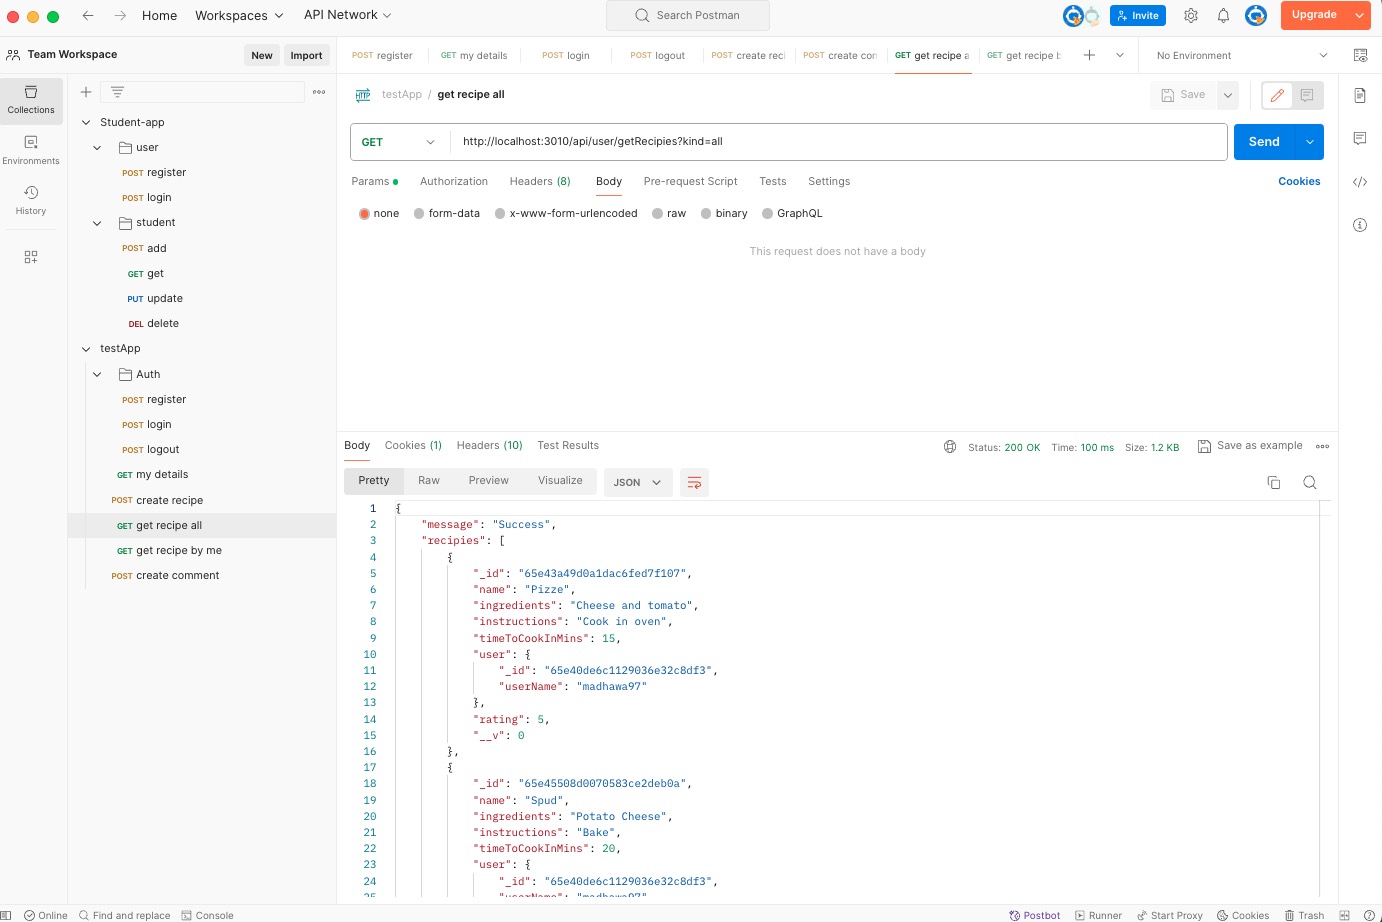 Home Workspaces API Network Search Postman Invite Upgrade
Team Workspace New Import
POST register GET my details POST login POST logout POST create reci POST create con GET get recipe a GET get recipe b No Environment
Collections
Environments
History
Student-app
user
POST register
POST login
student
POST add
GET get
PUT update
DEL delete
testApp
Auth
POST register
POST login
POST logout
GET my details
POST create recipe
GET get recipe all
GET get recipe by me
POST create comment
HTTP testApp / get recipe all Save
GET http://localhost:3010/api/user/getRecipies?kind=all Send
Params Authorization Headers (8) Body Pre-request Script Tests Settings Cookies
none form-data x-www-form-urlencoded raw binary GraphQL
This request does not have a body
Body Cookies (1) Headers (10) Test Results Status: 200 OK Time: 100 ms Size: 1.2 KB Save as example
Pretty Raw Preview Visualize JSON
1 {
2 "message": "Success",
3 "recipies": [
4 {
5 "_id": "65e43a49d0a1dac6fed7f107",
6 "name": "Pizze",
7 "ingredients": "Cheese and tomato",
8 "instructions": "Cook in oven",
9 "timeToCookInMins": 15,
10 "user": {
11 "_id": "65e40de6c1129036e32c8df3",
12 "userName": "madhawa97"
13 },
14 "rating": 5,
15 "__v": 0
16 },
17 {
18 "_id": "65e45508d0070583ce2deb0a",
19 "name": "Spud",
20 "ingredients": "Potato Cheese",
21 "instructions": "Bake",
22 "timeToCookInMins": 20,
23 "user": {
24 "_id": "65e40de6c1129036e32c8df3",
25 "userName": "madhawa97"
Online Find and replace Console Postbot Runner Start Proxy Cookies Trash